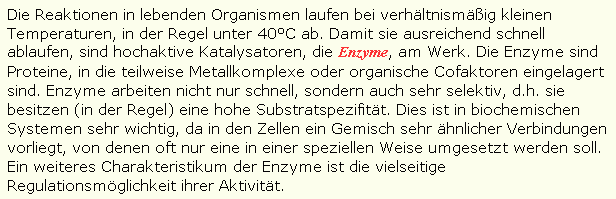 Die Reaktionen in lebenden Organismen laufen bei verhältnismäßig kleinen
Temperaturen, in der Regel unter 40ºC ab. Damit sie ausreichend schnell
ablaufen, sind hochaktive Katalysatoren, die Enzyme, am Werk. Die Enzyme sind
Proteine, in die teilweise Metallkomplexe oder organische Cofaktoren eingelagert
sind. Enzyme arbeiten nicht nur schnell, sondern auch sehr selektiv, d.h. sie
besitzen (in der Regel) eine hohe Substratspezifität. Dies ist in biochemischen
Systemen sehr wichtig, da in den Zellen ein Gemisch sehr ähnlicher Verbindungen
vorliegt, von denen oft nur eine in einer speziellen Weise umgesetzt werden soll.
Ein weiteres Charakteristikum der Enzyme ist die vielseitige
Regulationsmöglichkeit ihrer Aktivität.